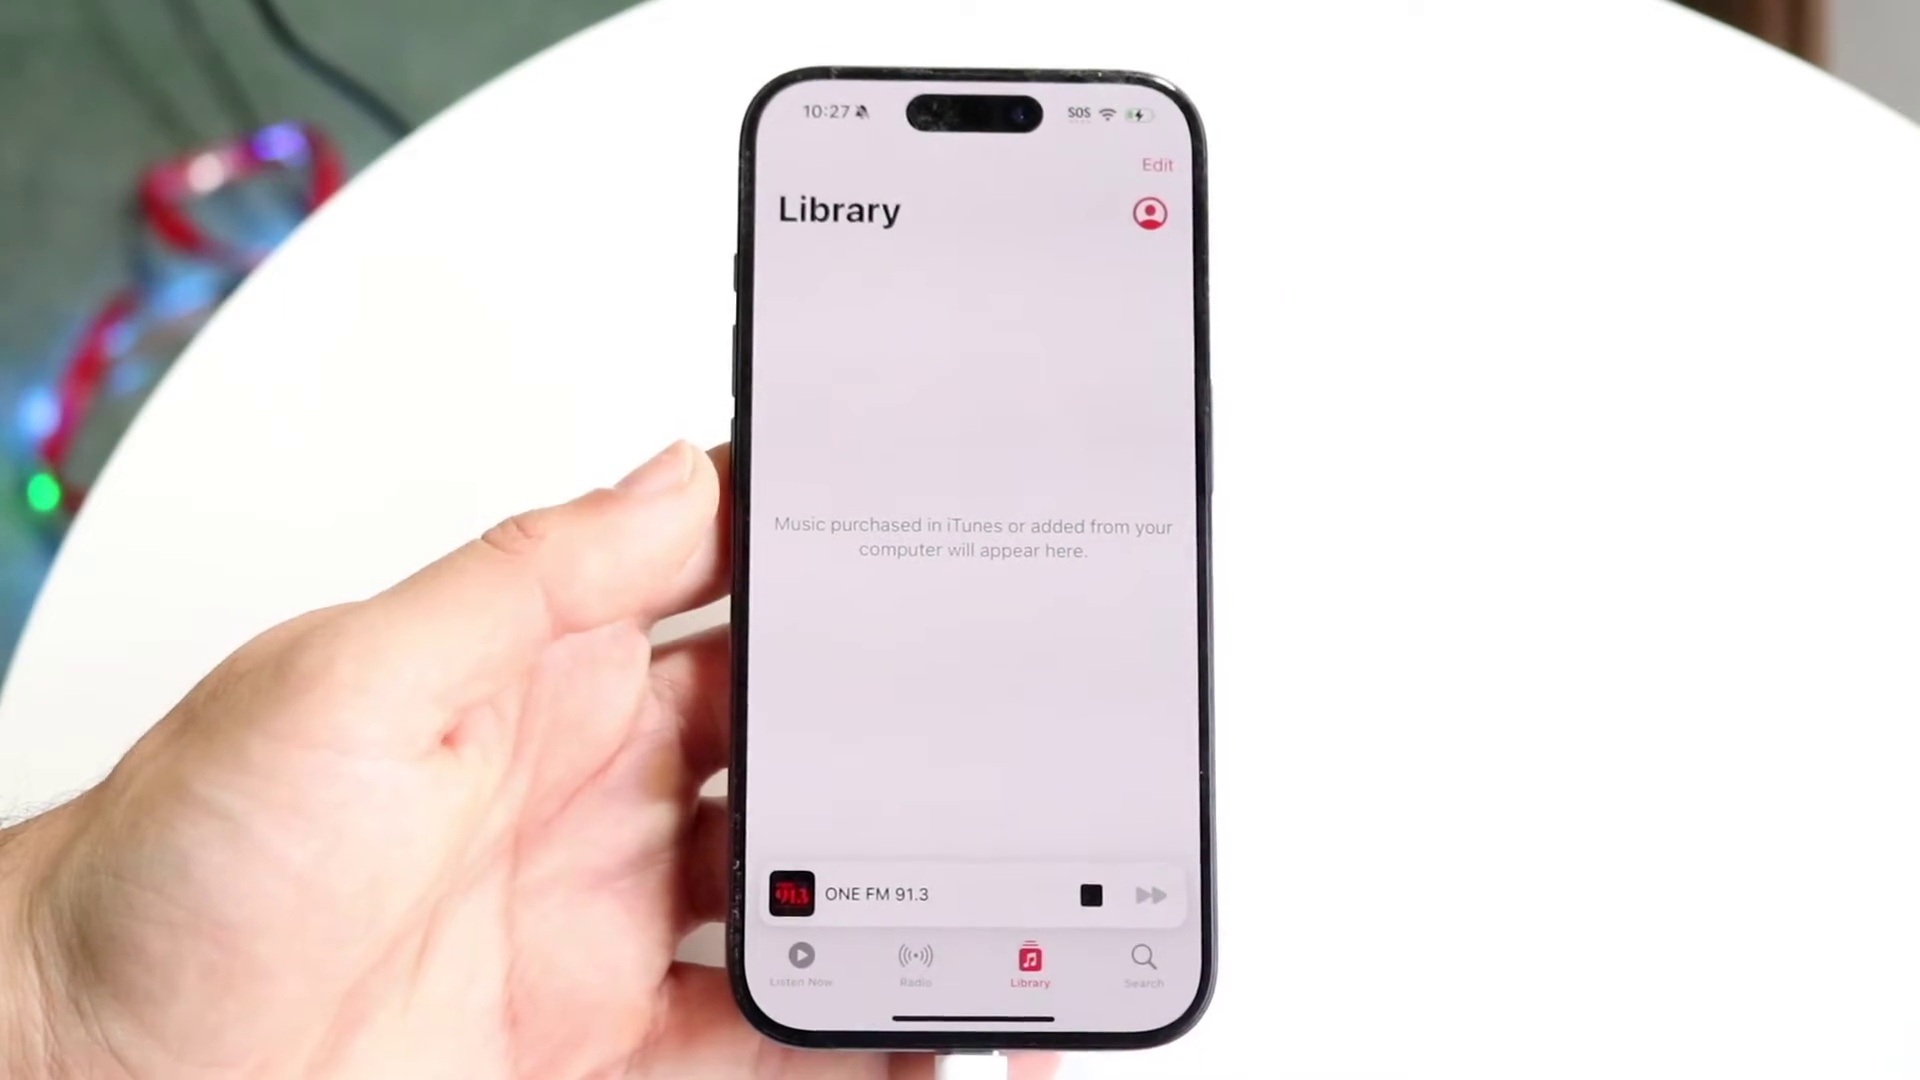 10:27
SOS
Edit
Library
Music purchased in iTunes or added from your
computer will appear here.
91.3
ONE FM 91.3
Listen Now
Radio
Library
Search